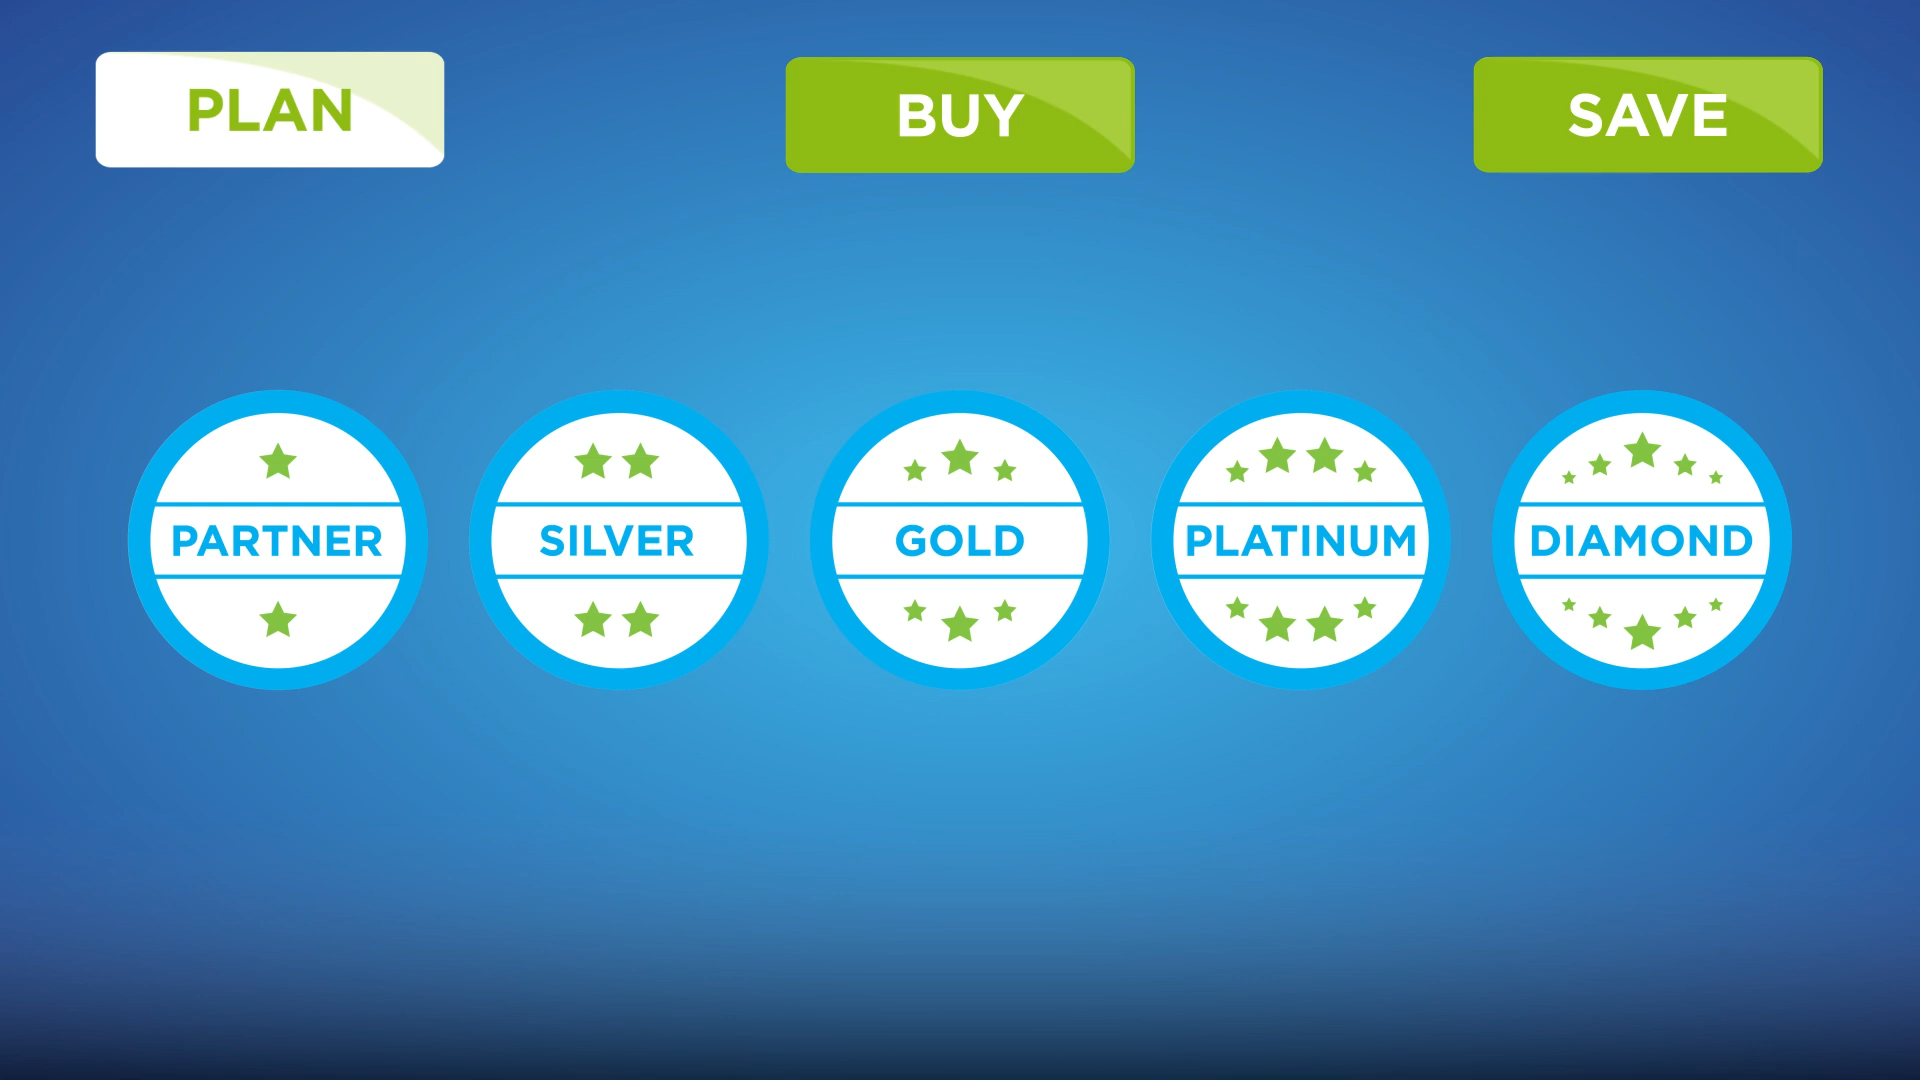 PLAN
BUY
SAVE
PARTNER
SILVER
GOLD
PLATINUM
DIAMOND